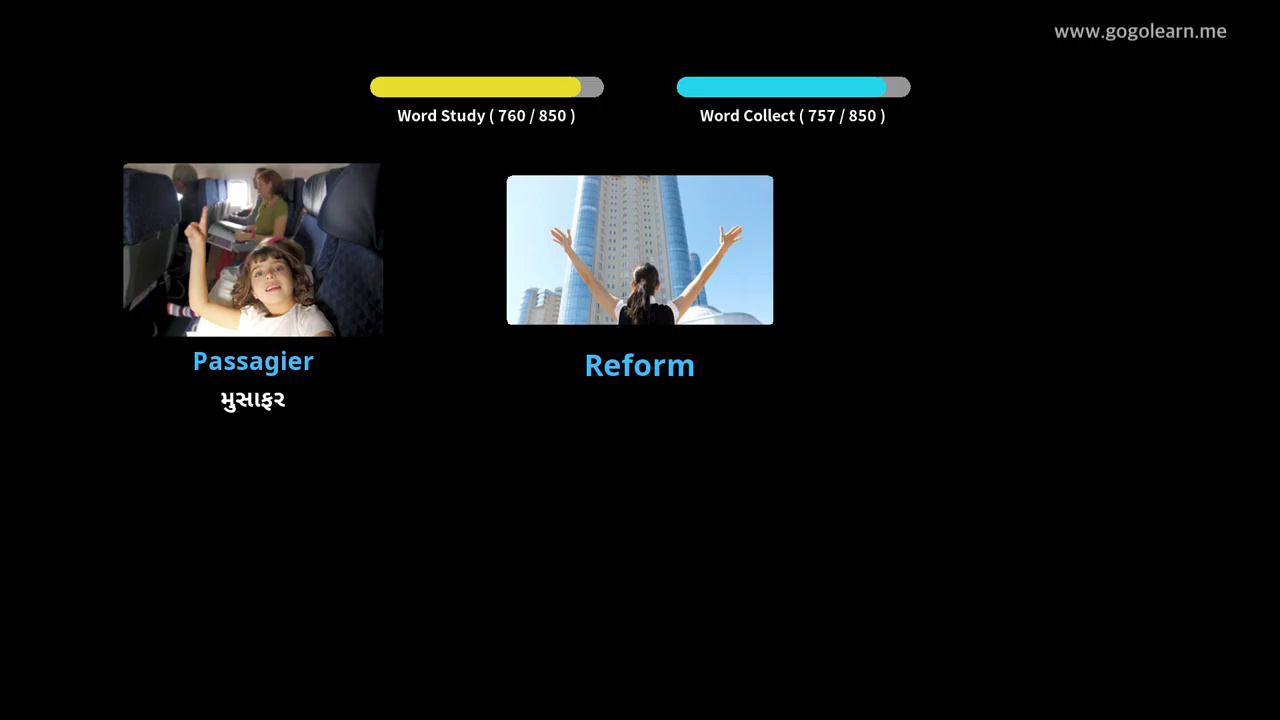 www.gogolearn.me
Word Study ( 760 / 850 )
Word Collect ( 757 / 850 )
Passagier
મુસાફર
Reform